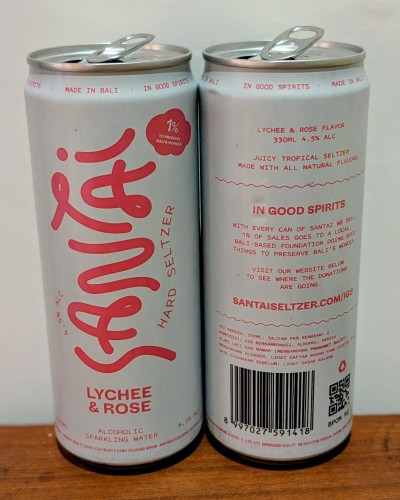 MADE IN BALI · IN GOOD SPIRITS
1%
TO PRESERVE
BALI'S WONDER
SANTAi
HARD SELTZER
4.5% ALC
LYCHEE
& ROSE
ALCOHOLIC
SPARKLING WATER
IN BALI · IN GOOD SPIRITS · MADE IN
LYCHEE & ROSE FLAVOR
330ML 4.5% ALC
JUICY TROPICAL SELTZER
MADE WITH ALL NATURAL FLAVORS
IN GOOD SPIRITS
WITH EVERY CAN OF SANTAI WE
1% OF SALES GOES TO A LOCAL
BALI-BASED FOUNDATION DOING GOOD
THINGS TO PRESERVE BALI'S WONDER.
VISIT OUR WEBSITE BELOW
TO SEE WHERE THE DONATIONS
ARE GOING.
SANTAISELTZER.COM/IGS
8 997027 591418
BPOM RI